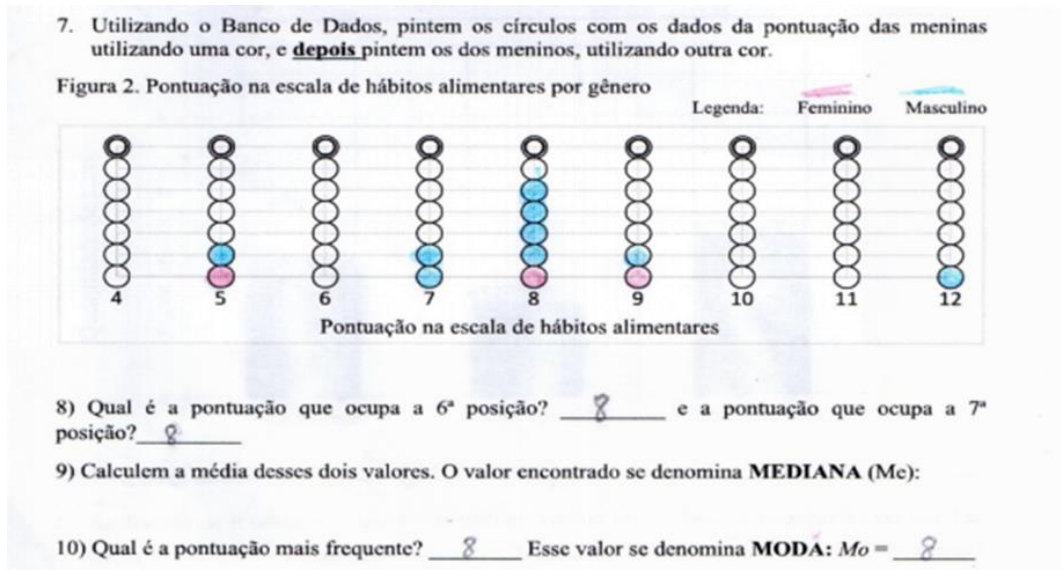 7. Utilizando o Banco de Dados, pintem os círculos com os dados da pontuação das meninas
utilizando uma cor, e depois pintem os dos meninos, utilizando outra cor.
Figura 2. Pontuação na escala de hábitos alimentares por gênero
Legenda: Feminino Masculino
4 5 6 7 8 9 10 11 12
Pontuação na escala de hábitos alimentares
8) Qual é a pontuação que ocupa a 6ª posição? 8 e a pontuação que ocupa a 7ª
posição? 8
9) Calculem a média desses dois valores. O valor encontrado se denomina MEDIANA (Me):
10) Qual é a pontuação mais frequente? 8 Esse valor se denomina MODA: Mo = 8